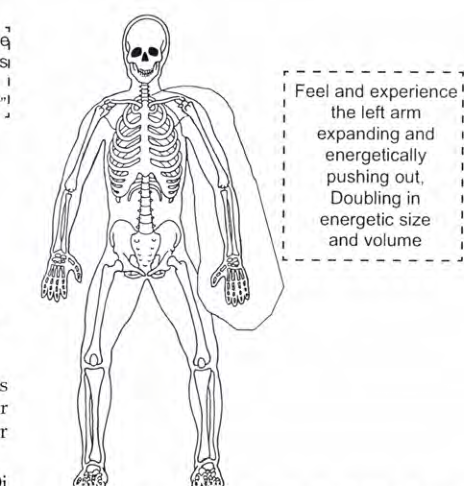 e
s
"
Feel and experience
the left arm
expanding and
energetically
pushing out,
Doubling in
energetic size
and volume
s
r
r
i